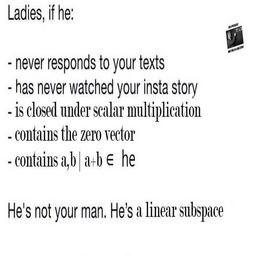 Ladies, if he:
- never responds to your texts
- has never watched your insta story
- is closed under scalar multiplication
- contains the zero vector
- contains a,b | a+b ∈ he
He's not your man. He's a linear subspace